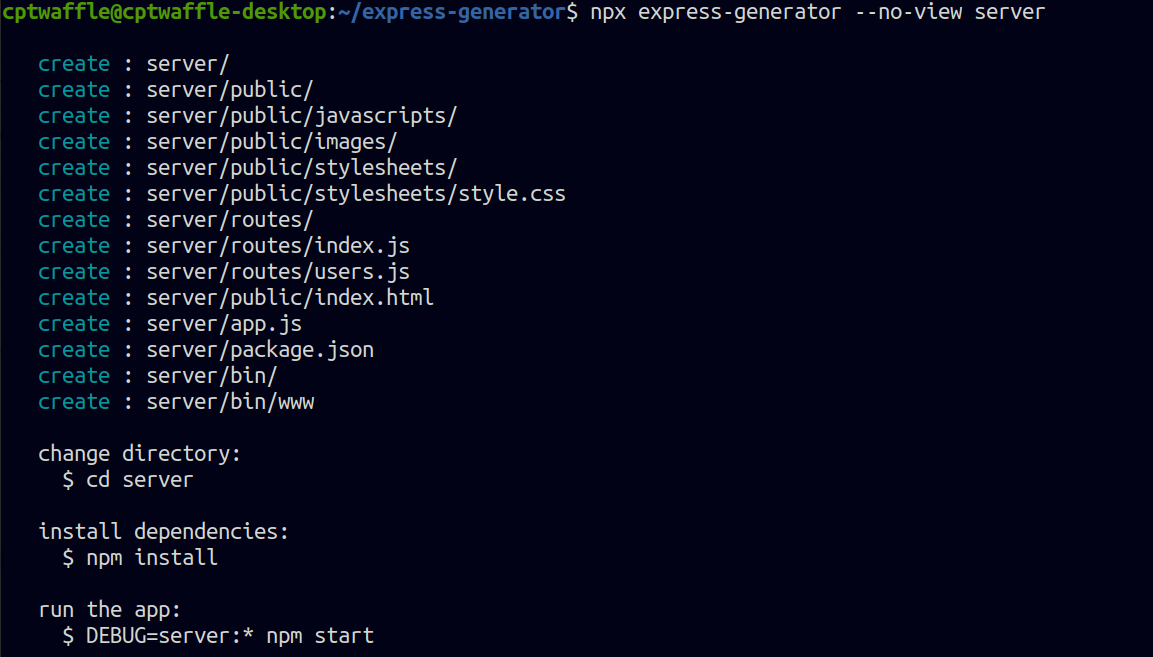 cptwaffle@cptwaffle-desktop:~/express-generator$ npx express-generator --no-view server
create : server/
create : server/public/
create : server/public/javascripts/
create : server/public/images/
create : server/public/stylesheets/
create : server/public/stylesheets/style.css
create : server/routes/
create : server/routes/index.js
create : server/routes/users.js
create : server/public/index.html
create : server/app.js
create : server/package.json
create : server/bin/
create : server/bin/www
change directory:
$ cd server
install dependencies:
$ npm install
run the app:
$ DEBUG=server:* npm start